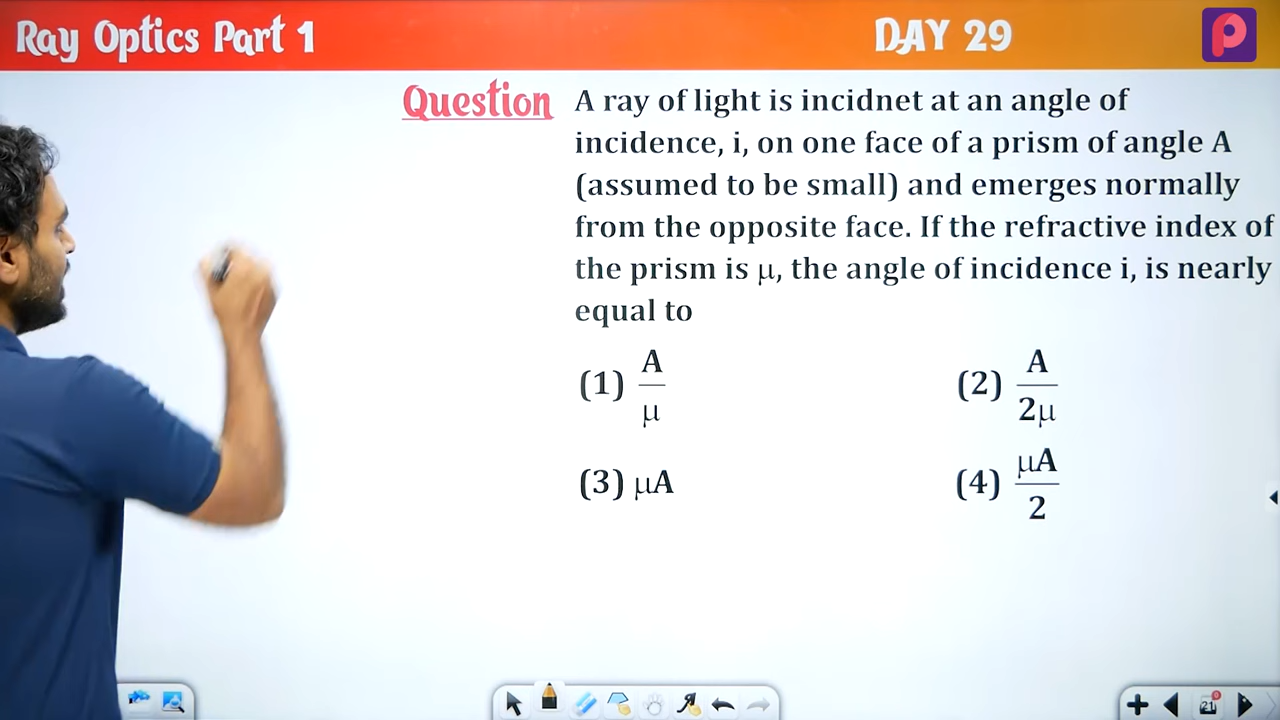 Ray Optics Part 1
DAY 29
Question
A ray of light is incidnet at an angle of
incidence, i, on one face of a prism of angle A
(assumed to be small) and emerges normally
from the opposite face. If the refractive index of
the prism is μ, the angle of incidence i, is nearly
equal to
(1) A/μ
(2) A/2μ
(3) μA
(4) μA/2
21